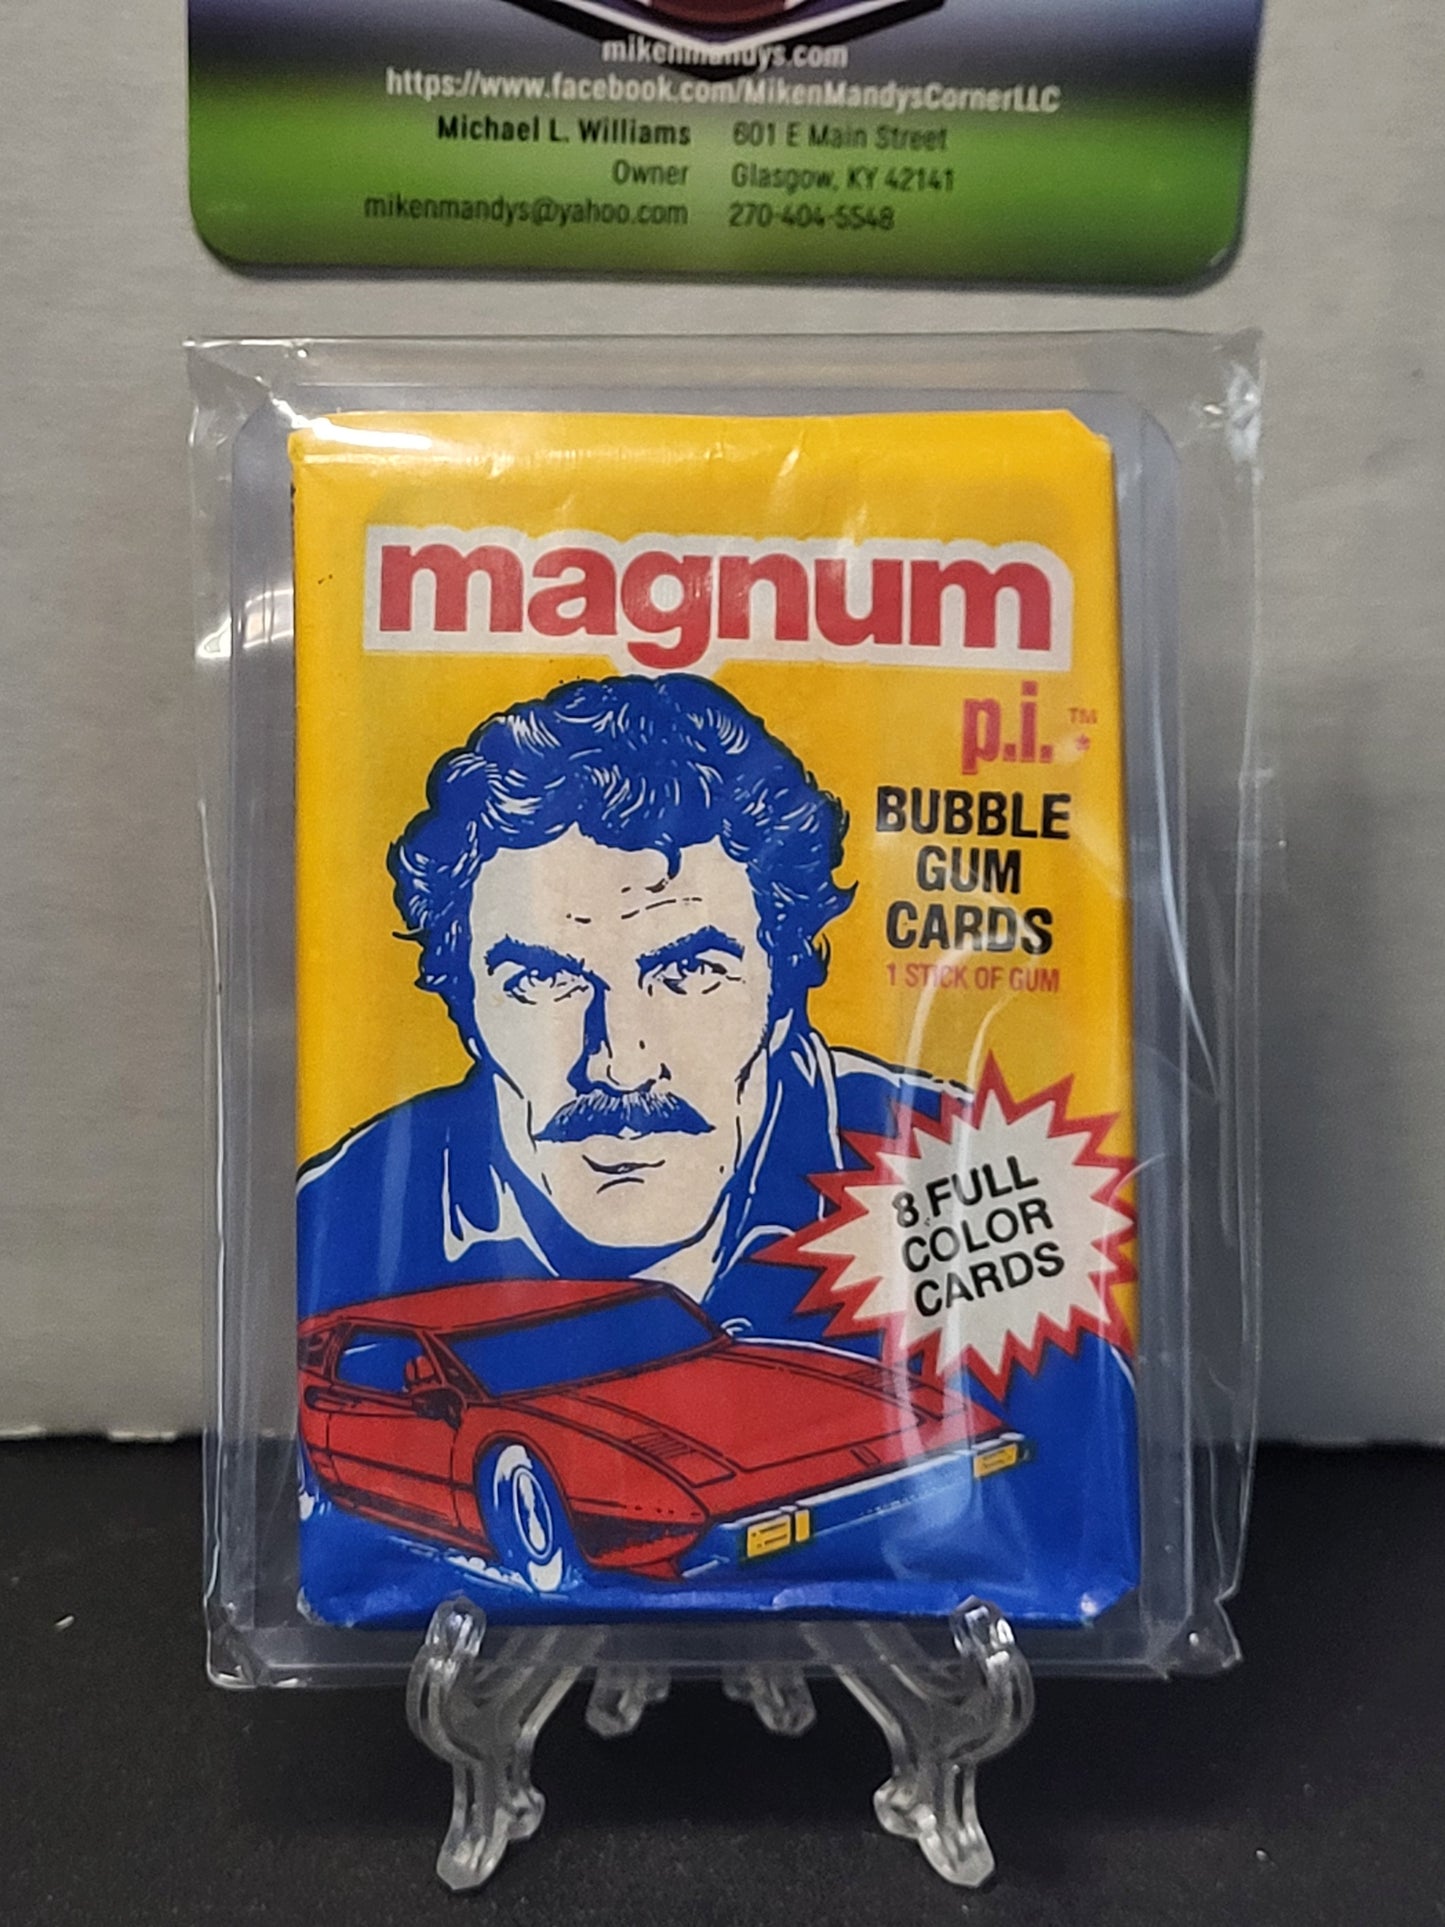 mikenmandys.com
https://www.facebook.com/MikenMandysCornerLLC
Michael L. Williams 601 E Main Street
Owner Glasgow, KY 42141
mikenmandys@yahoo.com 270-404-5548
magnum
p.i. ™*
BUBBLE
GUM
CARDS
1 STICK OF GUM
8 FULL
COLOR
CARDS